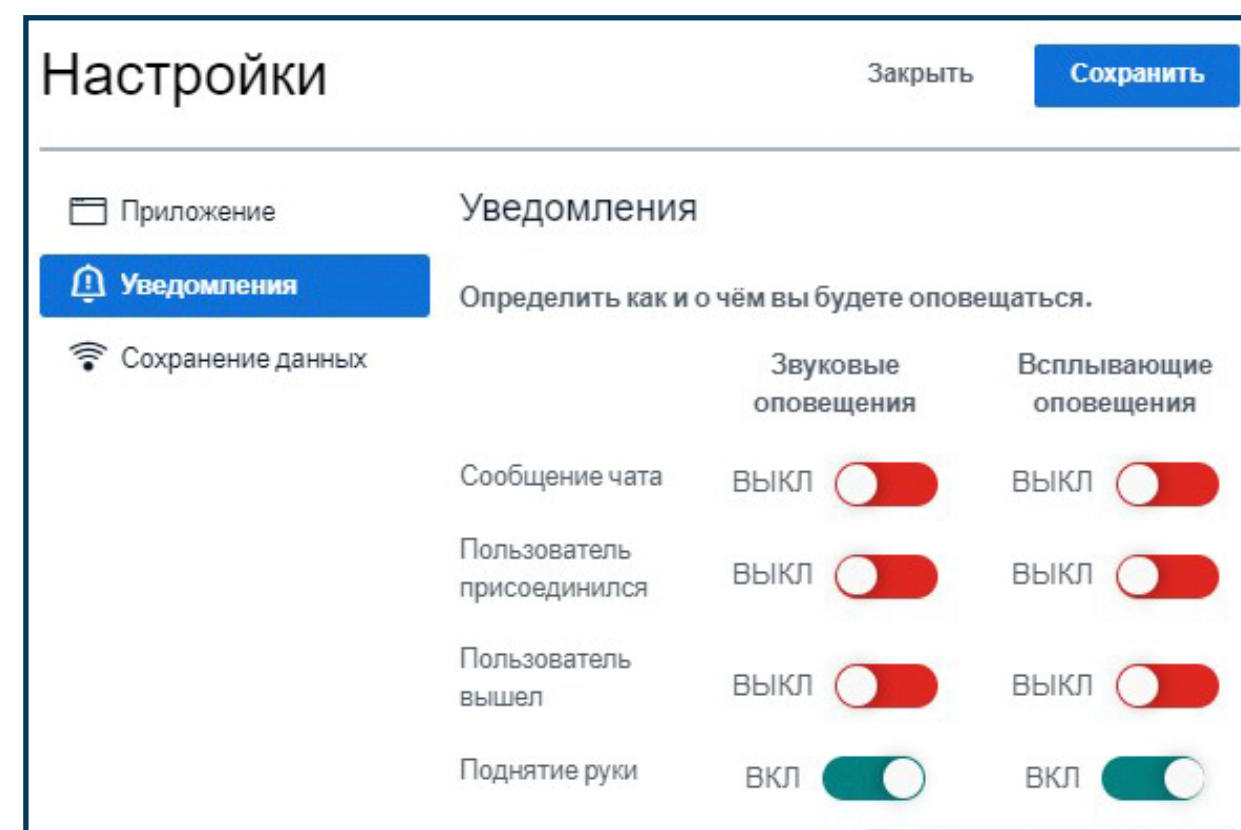 Настройки
Закрыть
Сохранить
Приложение
Уведомления
Сохранение данных
Уведомления
Определить как и о чём вы будете оповещаться.
Звуковые
оповещения
Всплывающие
оповещения
Сообщение чата
ВЫКЛ
ВЫКЛ
Пользователь
присоединился
ВЫКЛ
ВЫКЛ
Пользователь
вышел
ВЫКЛ
ВЫКЛ
Поднятие руки
ВКЛ
ВКЛ